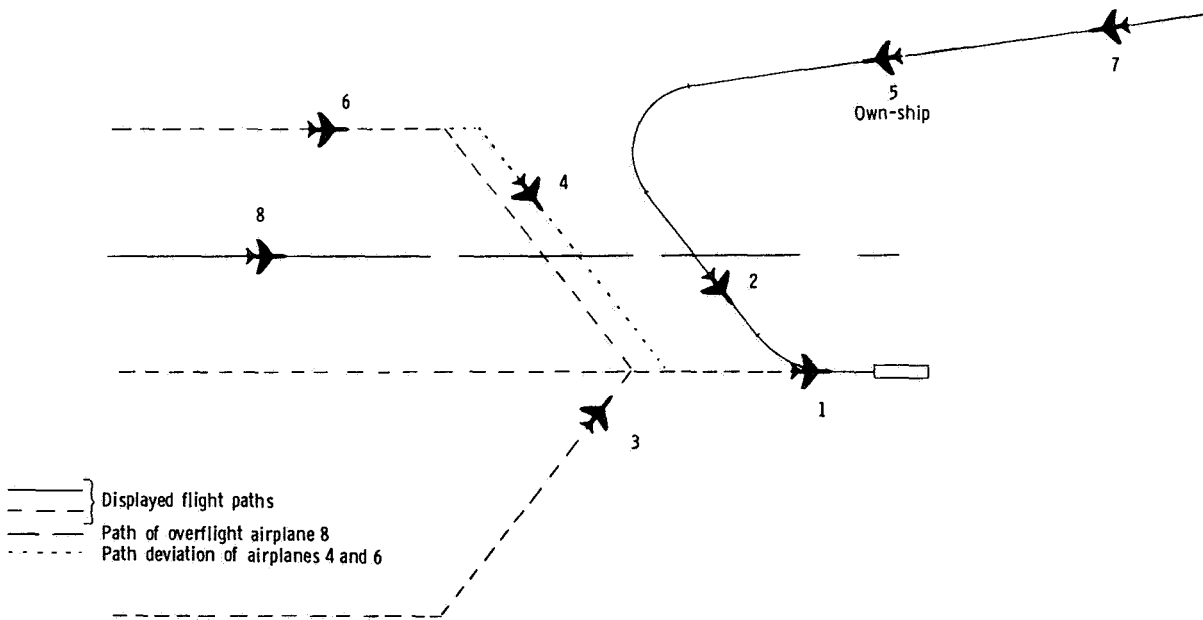 7
5
Own-ship
6
4
8
2
1
3
Displayed flight paths
Path of overflight airplane 8
Path deviation of airplanes 4 and 6